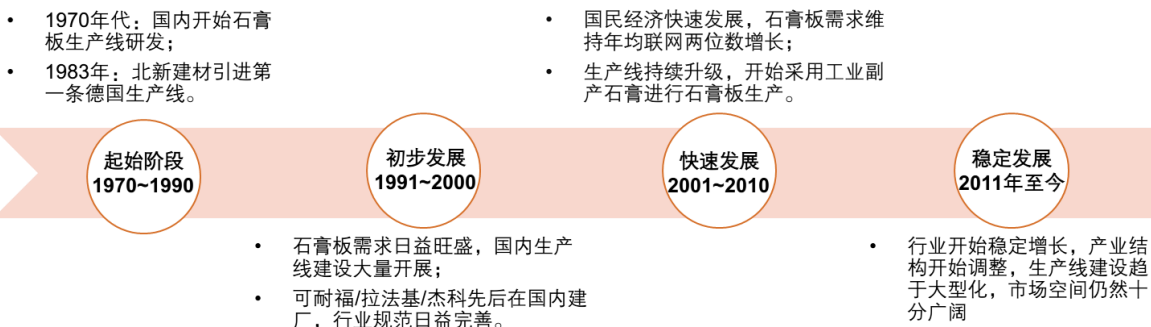 • 1970年代：国内开始石膏
板生产线研发；
• 1983年：北新建材引进第
一条德国生产线。
• 国民经济快速发展，石膏板需求维
持年均联网两位数增长；
• 生产线持续升级，开始采用工业副
产石膏进行石膏板生产。
起始阶段
1970~1990
初步发展
1991~2000
快速发展
2001~2010
稳定发展
2011年至今
• 石膏板需求日益旺盛，国内生产
线建设大量开展；
• 可耐福/拉法基/杰科先后在国内建
厂，行业规范日益完善。
• 行业开始稳定增长，产业结
构开始调整，生产线建设趋
于大型化，市场空间仍然十
分广阔